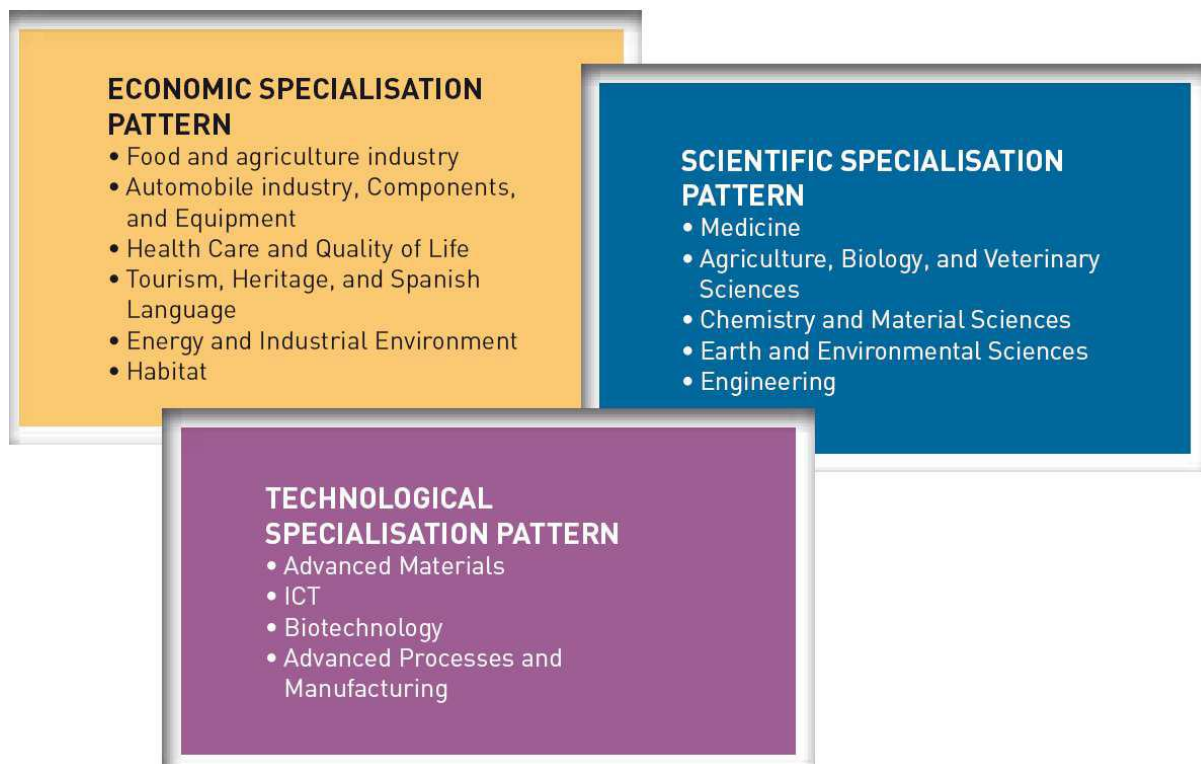 ECONOMIC SPECIALISATION
PATTERN
• Food and agriculture industry
• Automobile industry, Components,
and Equipment
• Health Care and Quality of Life
• Tourism, Heritage, and Spanish
Language
• Energy and Industrial Environment
• Habitat
SCIENTIFIC SPECIALISATION
PATTERN
• Medicine
• Agriculture, Biology, and Veterinary
Sciences
• Chemistry and Material Sciences
• Earth and Environmental Sciences
• Engineering
TECHNOLOGICAL
SPECIALISATION PATTERN
• Advanced Materials
• ICT
• Biotechnology
• Advanced Processes and
Manufacturing